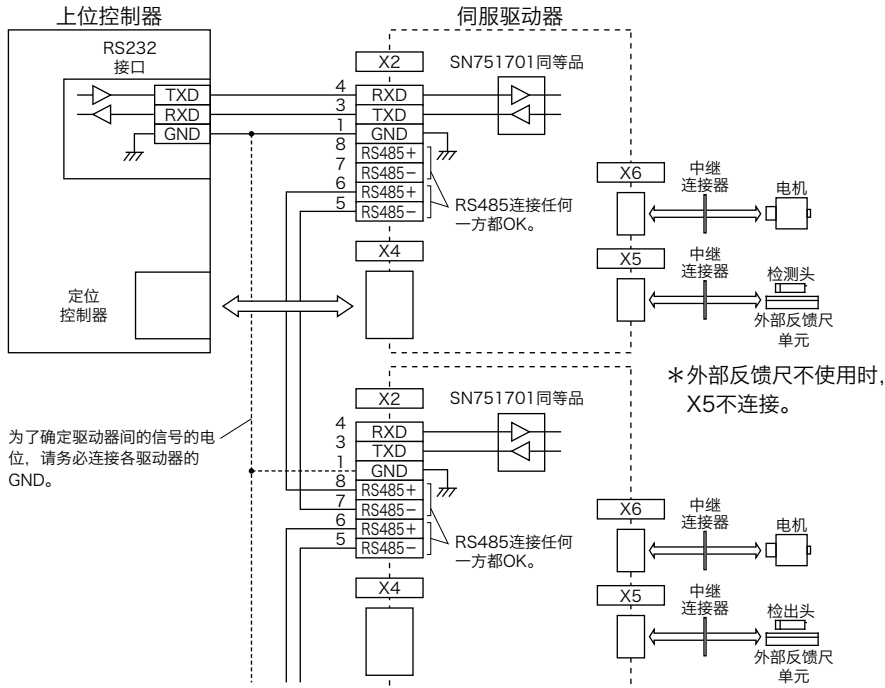 上位控制器
伺服驱动器
RS232
接口
TXD
RXD
GND
定位
控制器
X2
SN751701同等品
4
RXD
3
TXD
1
GND
8
RS485+
7
RS485-
6
RS485+
5
RS485-
RS485连接任何
一方都OK。
X4
X6
中继
连接器
电机
X5
中继
连接器
检测头
外部反馈尺
单元
＊外部反馈尺不使用时,
X5不连接。
为了确定驱动器间的信号的电
位，请务必连接各驱动器的
GND。
X2
SN751701同等品
4
RXD
3
TXD
1
GND
8
RS485+
7
RS485-
6
RS485+
5
RS485-
RS485连接任何
一方都OK。
X4
X6
中继
连接器
电机
X5
中继
连接器
检出头
外部反馈尺
单元